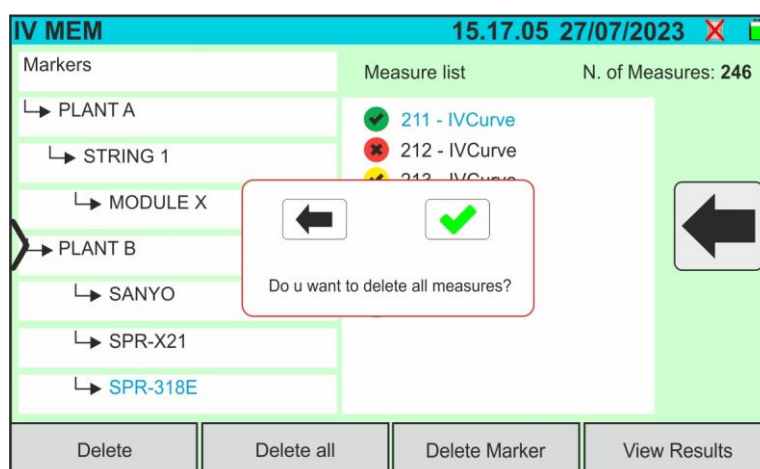 IV MEM 15.17.05 27/07/2023
Markers
Measure list N. of Measures: 246
PLANT A
211 - IVCurve
STRING 1
212 - IVCurve
213 - IVCurve
MODULE X
PLANT B
SANYO
Do u want to delete all measures?
SPR-X21
SPR-318E
Delete Delete all Delete Marker View Results